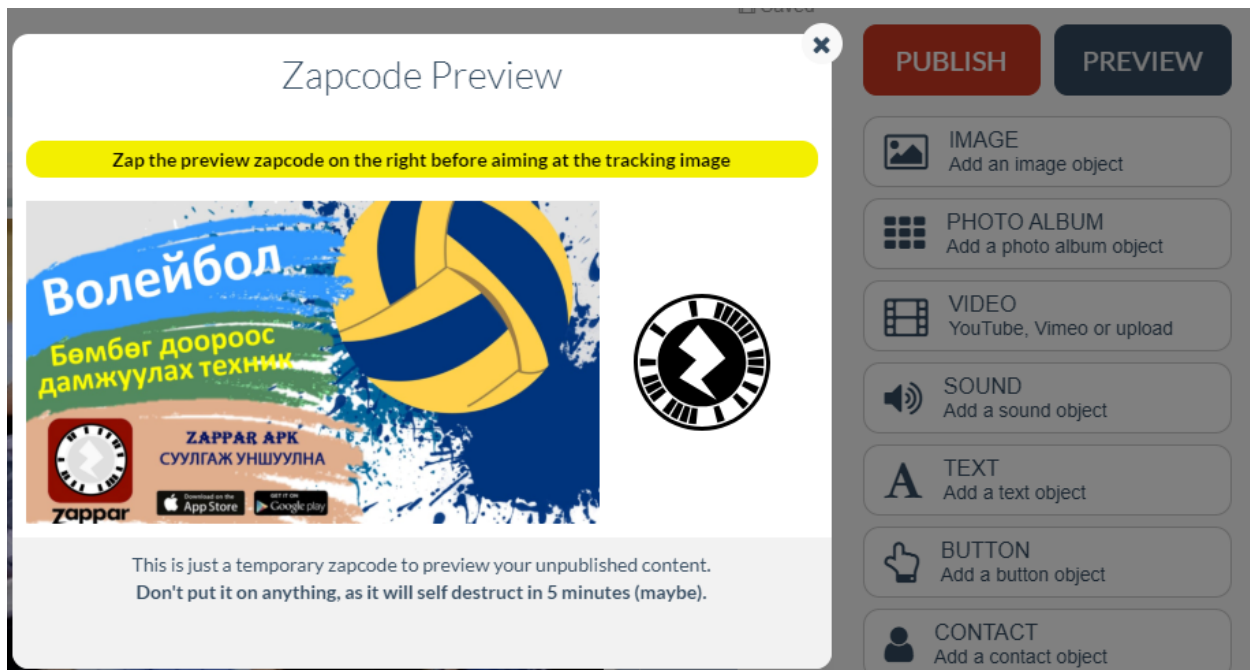 Saved
Zapcode Preview
Zap the preview zapcode on the right before aiming at the tracking image
Волейбол
Бөмбөг доороос
дамжуулах техник
ZAPPAR APK
СУУЛГАЖ УНШУУЛНА
zappar
Download on the
App Store
GET IT ON
Google play
This is just a temporary zapcode to preview your unpublished content.
Don't put it on anything, as it will self destruct in 5 minutes (maybe).
PUBLISH
PREVIEW
IMAGE
Add an image object
PHOTO ALBUM
Add a photo album object
VIDEO
YouTube, Vimeo or upload
SOUND
Add a sound object
TEXT
Add a text object
BUTTON
Add a button object
CONTACT
Add a contact object